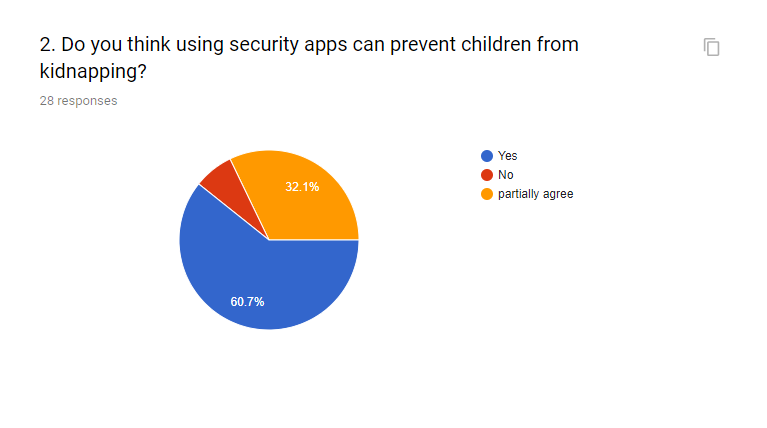 2. Do you think using security apps can prevent children from
kidnapping?
28 responses
32.1%
60.7%
Yes
No
partially agree